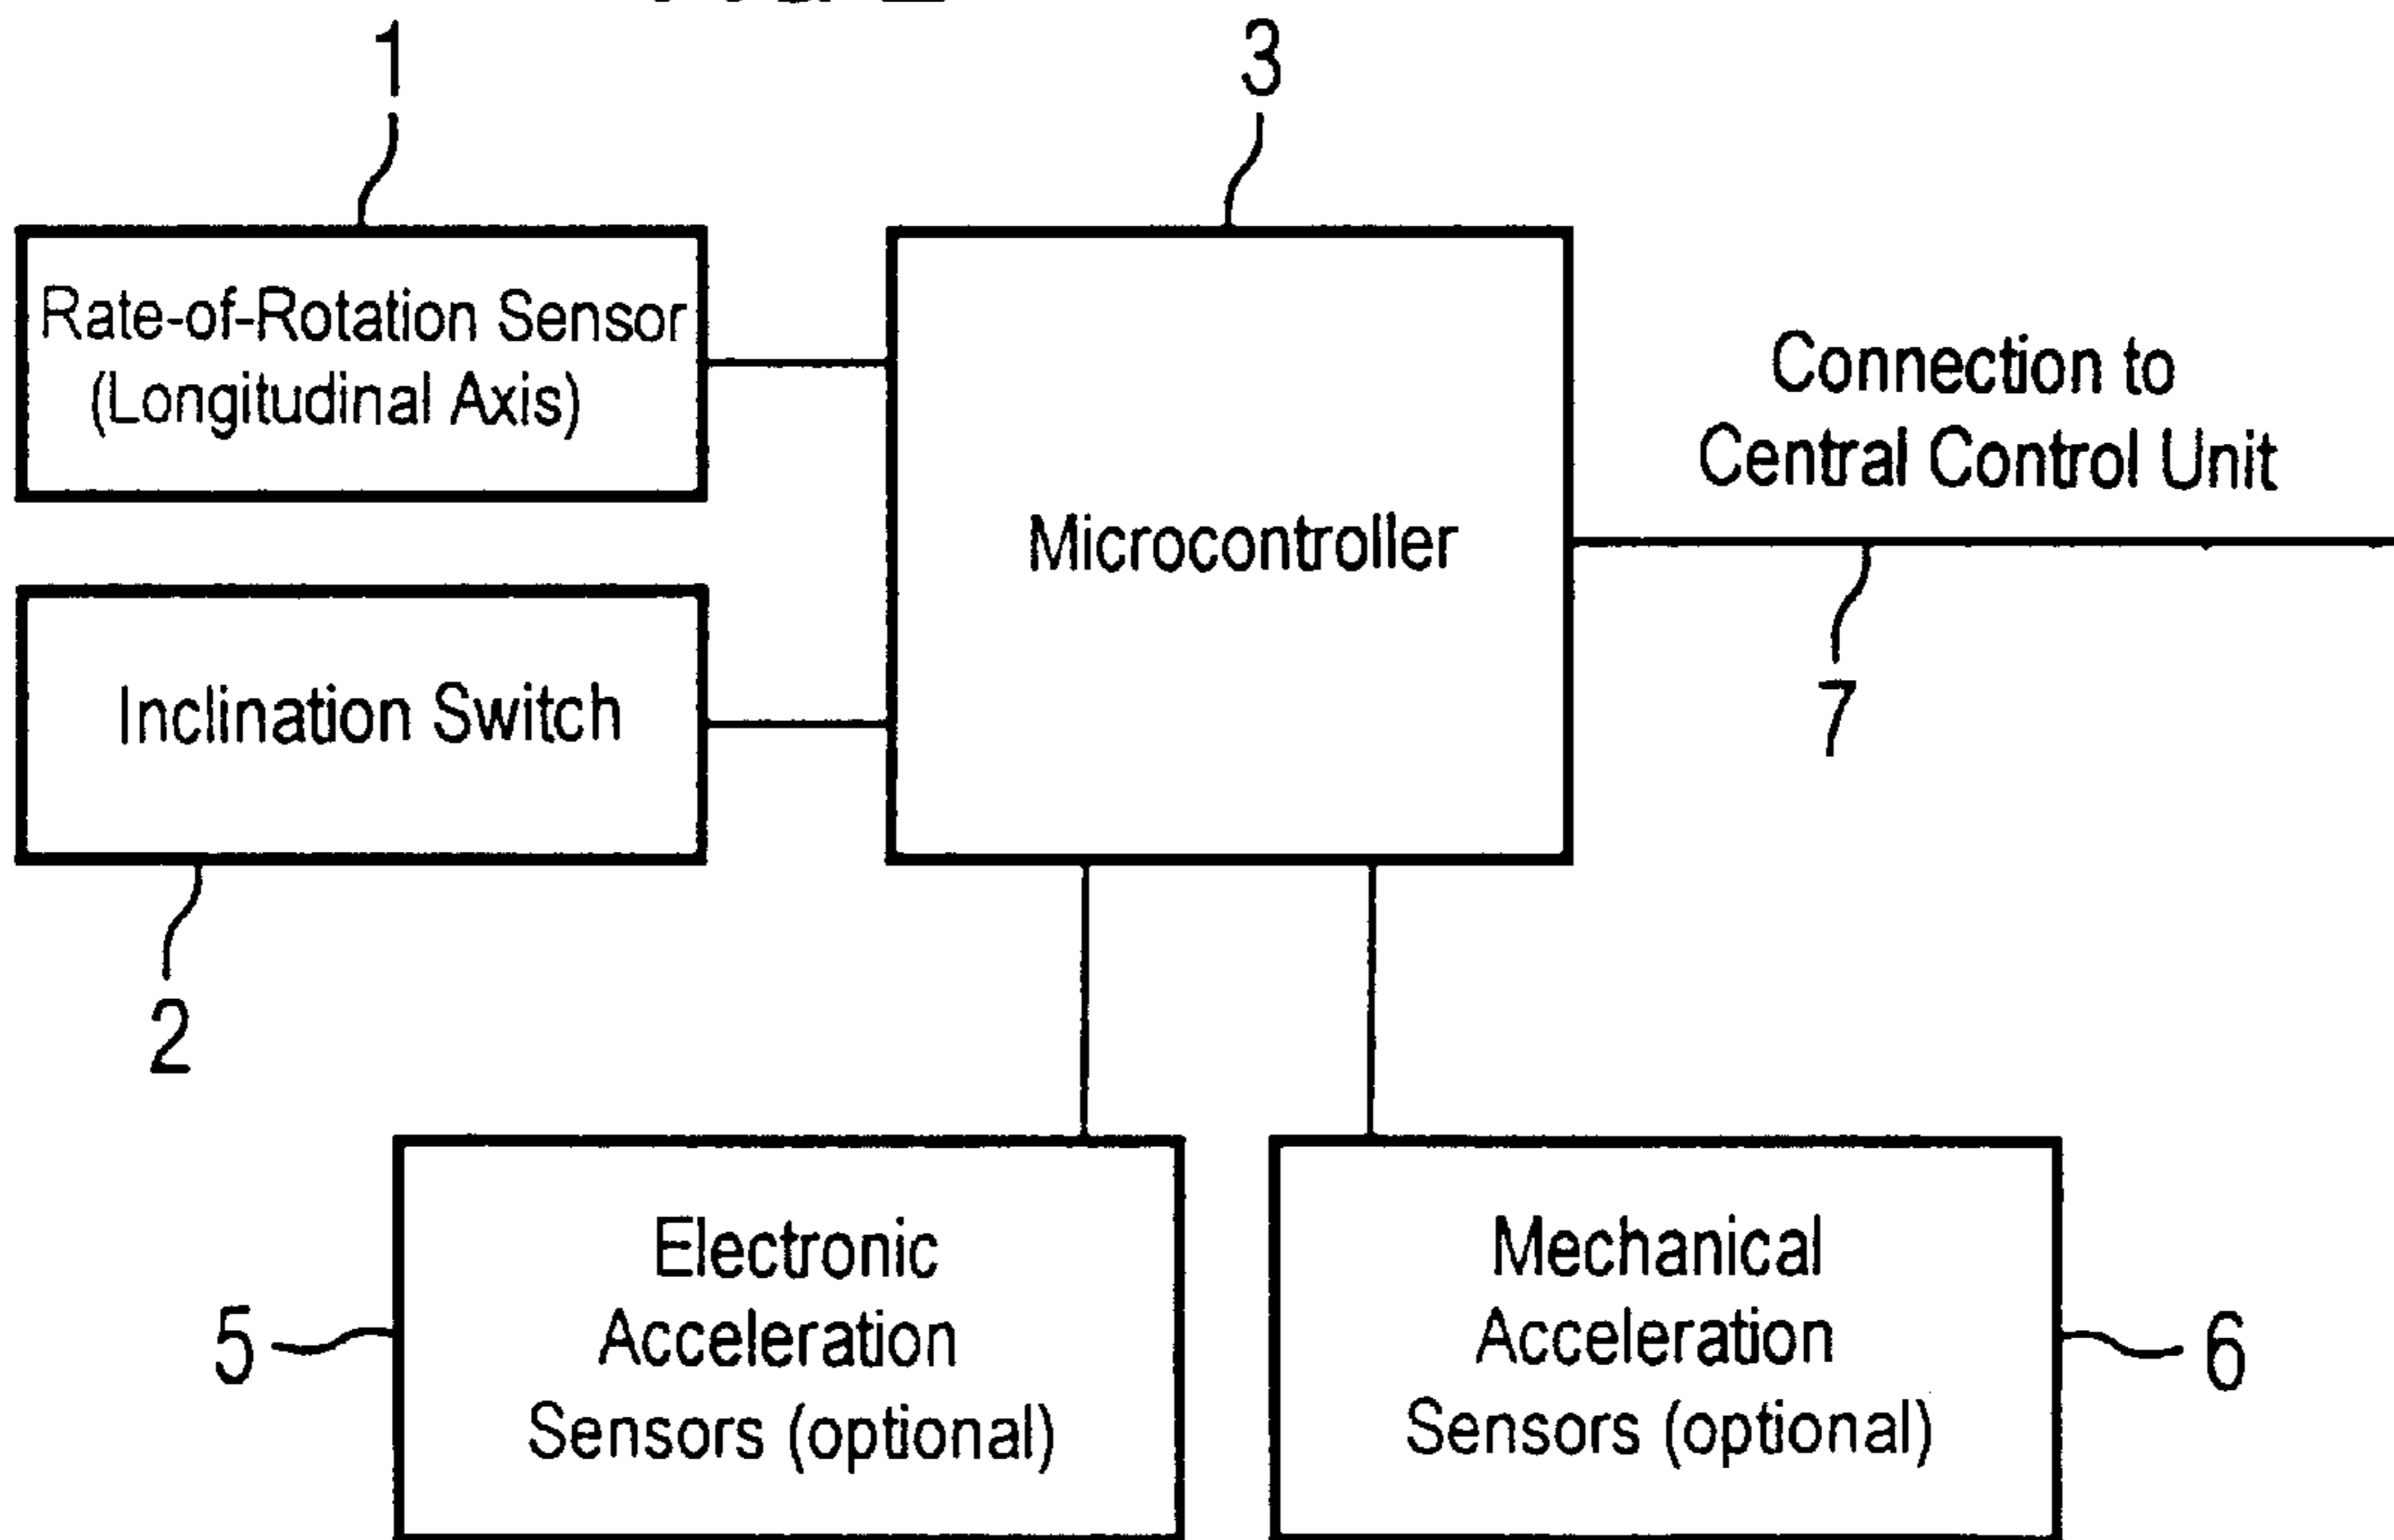 1
3
Rate-of-Rotation Sensor
(Longitudinal Axis)
Connection to
Central Control Unit
Microcontroller
7
Inclination Switch
2
Electronic
Acceleration
Sensors (optional)
5
Mechanical
Acceleration
Sensors (optional)
6